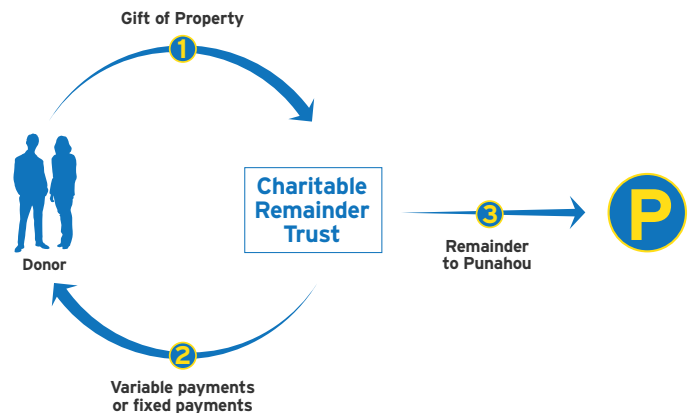 Gift of Property
1
Donor
Charitable
Remainder
Trust
3
Remainder
to Punahou
P
2
Variable payments
or fixed payments